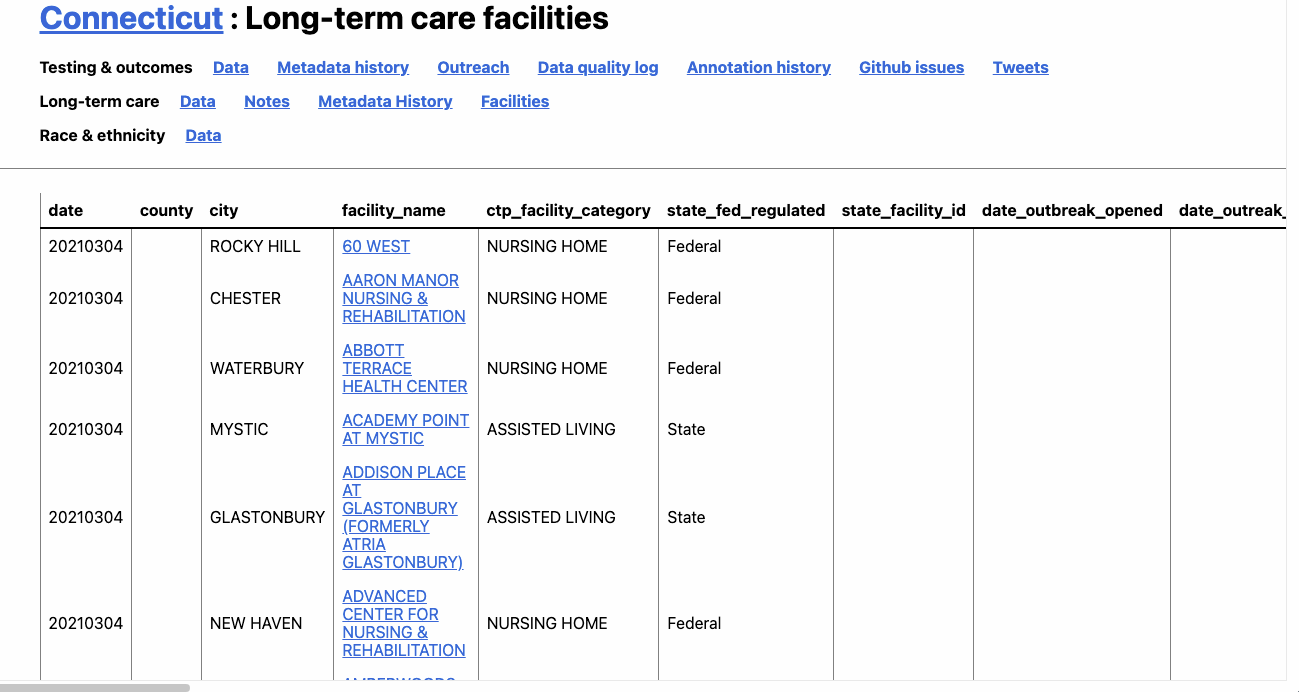 Connecticut : Long-term care facilities
Testing & outcomes Data Metadata history Outreach Data quality log Annotation history Github issues Tweets
Long-term care Data Notes Metadata History Facilities
Race & ethnicity Data
date county city facility_name ctp_facility_category state_fed_regulated state_facility_id date_outbreak_opened date_outreak_
20210304 ROCKY HILL 60 WEST NURSING HOME Federal
AARON MANOR
20210304 CHESTER NURSING & NURSING HOME Federal
REHABILITATION
ABBOTT
20210304 WATERBURY TERRACE NURSING HOME Federal
HEALTH CENTER
20210304 MYSTIC ACADEMY POINT ASSISTED LIVING State
AT MYSTIC
ADDISON PLACE
AT
20210304 GLASTONBURY GLASTONBURY ASSISTED LIVING State
(FORMERLY
ATRIA
GLASTONBURY)
ADVANCED
CENTER FOR
20210304 NEW HAVEN NURSING & NURSING HOME Federal
REHABILITATION